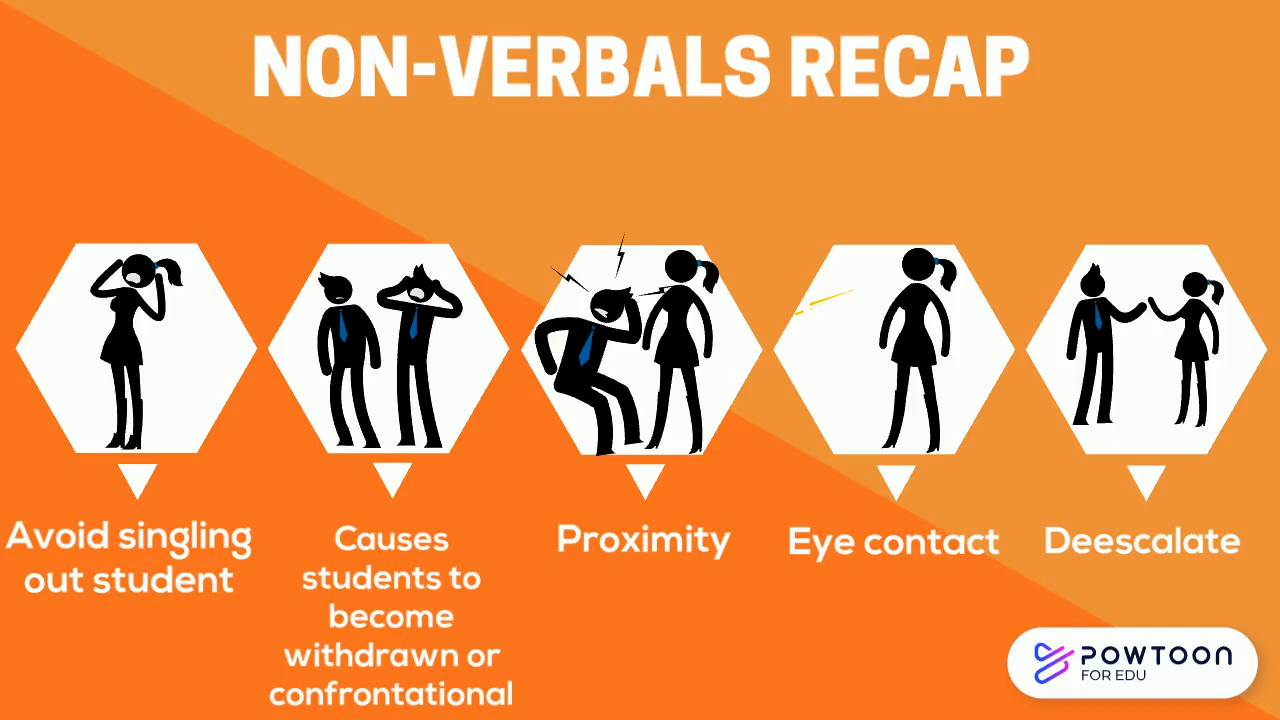 NON-VERBALS RECAP
Avoid singling
out student
Causes
students to
become
withdrawn or
confrontational
Proximity
Eye contact
Deescalate
POWTOON
FOR EDU